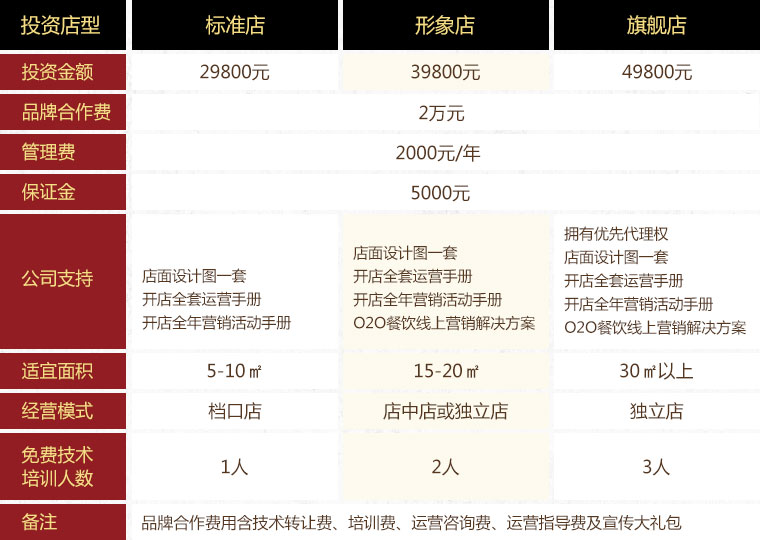 投资店型 标准店 形象店 旗舰店
投资金额 29800元 39800元 49800元
品牌合作费 2万元
管理费 2000元/年
保证金 5000元
公司支持
店面设计图一套
开店全套运营手册
开店全年营销活动手册
店面设计图一套
开店全套运营手册
开店全年营销活动手册
O2O餐饮线上营销解决方案
拥有优先代理权
店面设计图一套
开店全套运营手册
开店全年营销活动手册
O2O餐饮线上营销解决方案
适宜面积 5-10㎡ 15-20㎡ 30㎡以上
经营模式 档口店 店中店或独立店 独立店
免费技术
培训人数 1人 2人 3人
备注 品牌合作费用含技术转让费、培训费、运营咨询费、运营指导费及宣传大礼包